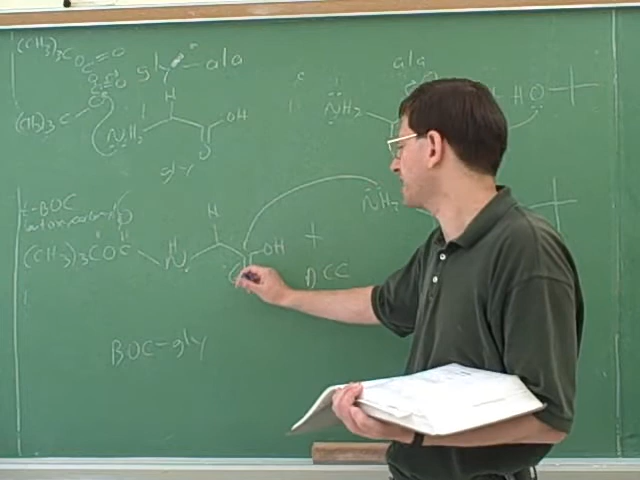 (CH3)3COC=O
gly-ala
ala
(CH3)3C
NH2
H
OH
O
gly
NH2
HO
t-BOC
(CH3)3COC
O
N
H
H
OH
+
NH2
DCC
BOC-gly